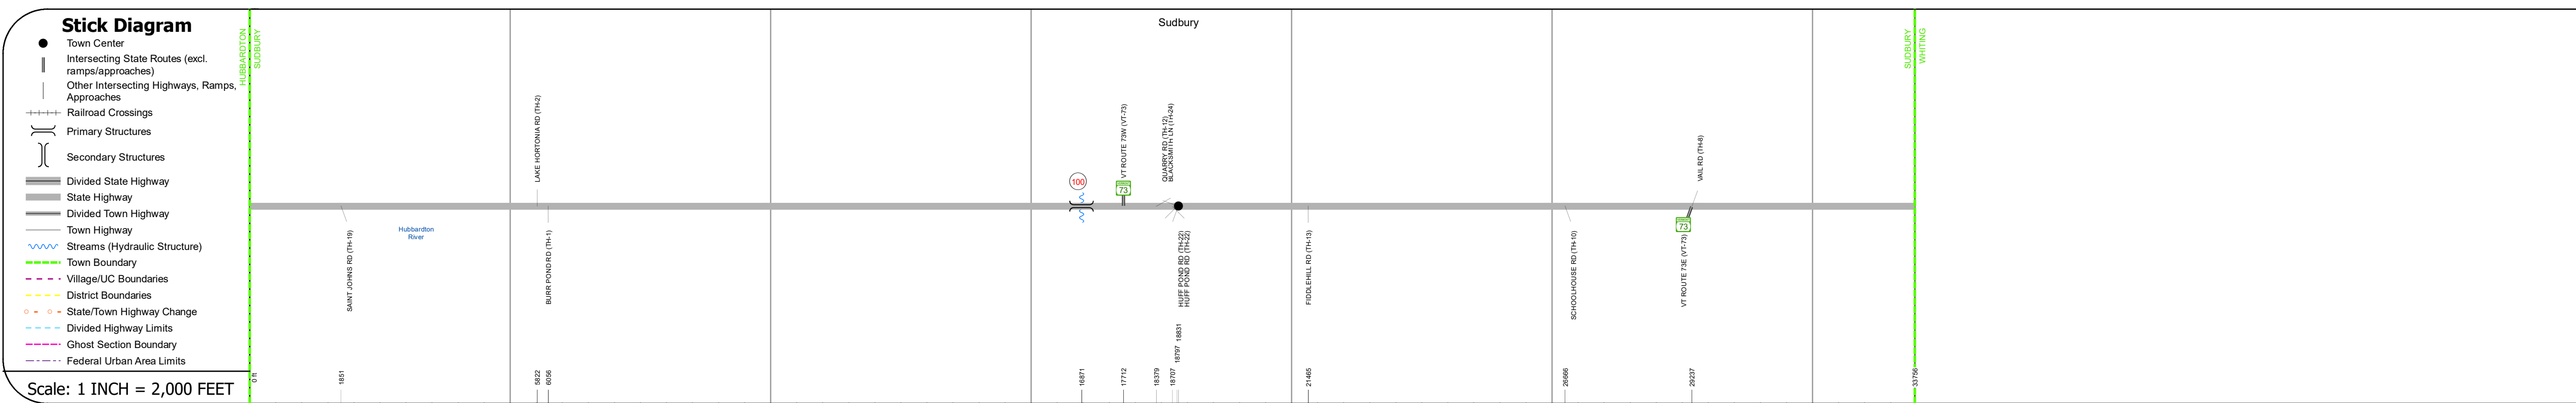 Stick Diagram
Town Center
Intersecting State Routes (excl.
ramps/approaches)
Other Intersecting Highways, Ramps,
Approaches
Railroad Crossings
Primary Structures
Secondary Structures
Divided State Highway
State Highway
Divided Town Highway
Town Highway
Streams (Hydraulic Structure)
Town Boundary
Village/UC Boundaries
District Boundaries
State/Town Highway Change
Divided Highway Limits
Ghost Section Boundary
Federal Urban Area Limits
Scale: 1 INCH = 2,000 FEET
HUBBARDTON
SUDBURY
Sudbury
SUDBURY
WHITING
SAINT JOHNS RD (TH-19)
Hubbardton
River
LAKE HORTONIA RD (TH-2)
BURR POND RD (TH-1)
100
VT ROUTE 73W (VT-73)
73
QUARRY RD (TH-12)
BLACKSMITH LN (TH-24)
HUFF POND RD (TH-22)
HUFF POND RD (TH-22)
FIDDLEHILL RD (TH-13)
SCHOOLHOUSE RD (TH-10)
VAIL RD (TH-8)
73
VT ROUTE 73E (VT-73)
0 ft
1851
5822
6056
16871
17712
18379
18707
18797
18831
21465
26666
29237
33756